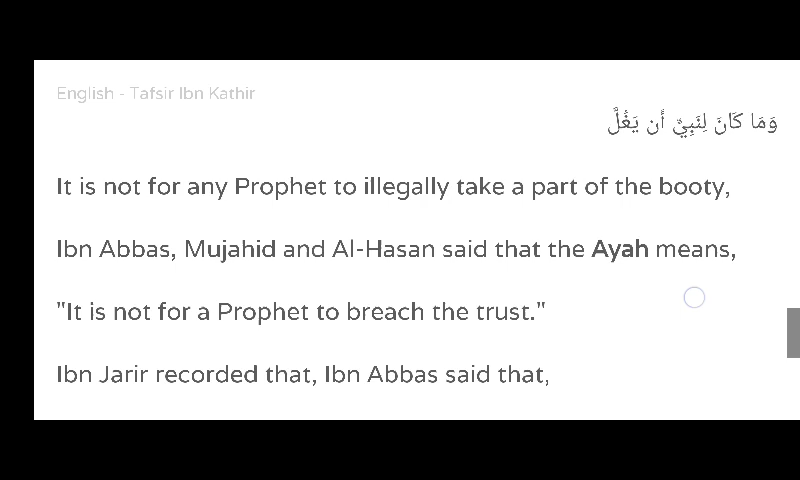 English - Tafsir Ibn Kathir
وَمَا كَانَ لِنَبِيٍّ أَن يَغُلَّ
It is not for any Prophet to illegally take a part of the booty,
Ibn Abbas, Mujahid and Al-Hasan said that the Ayah means,
"It is not for a Prophet to breach the trust."
Ibn Jarir recorded that, Ibn Abbas said that,